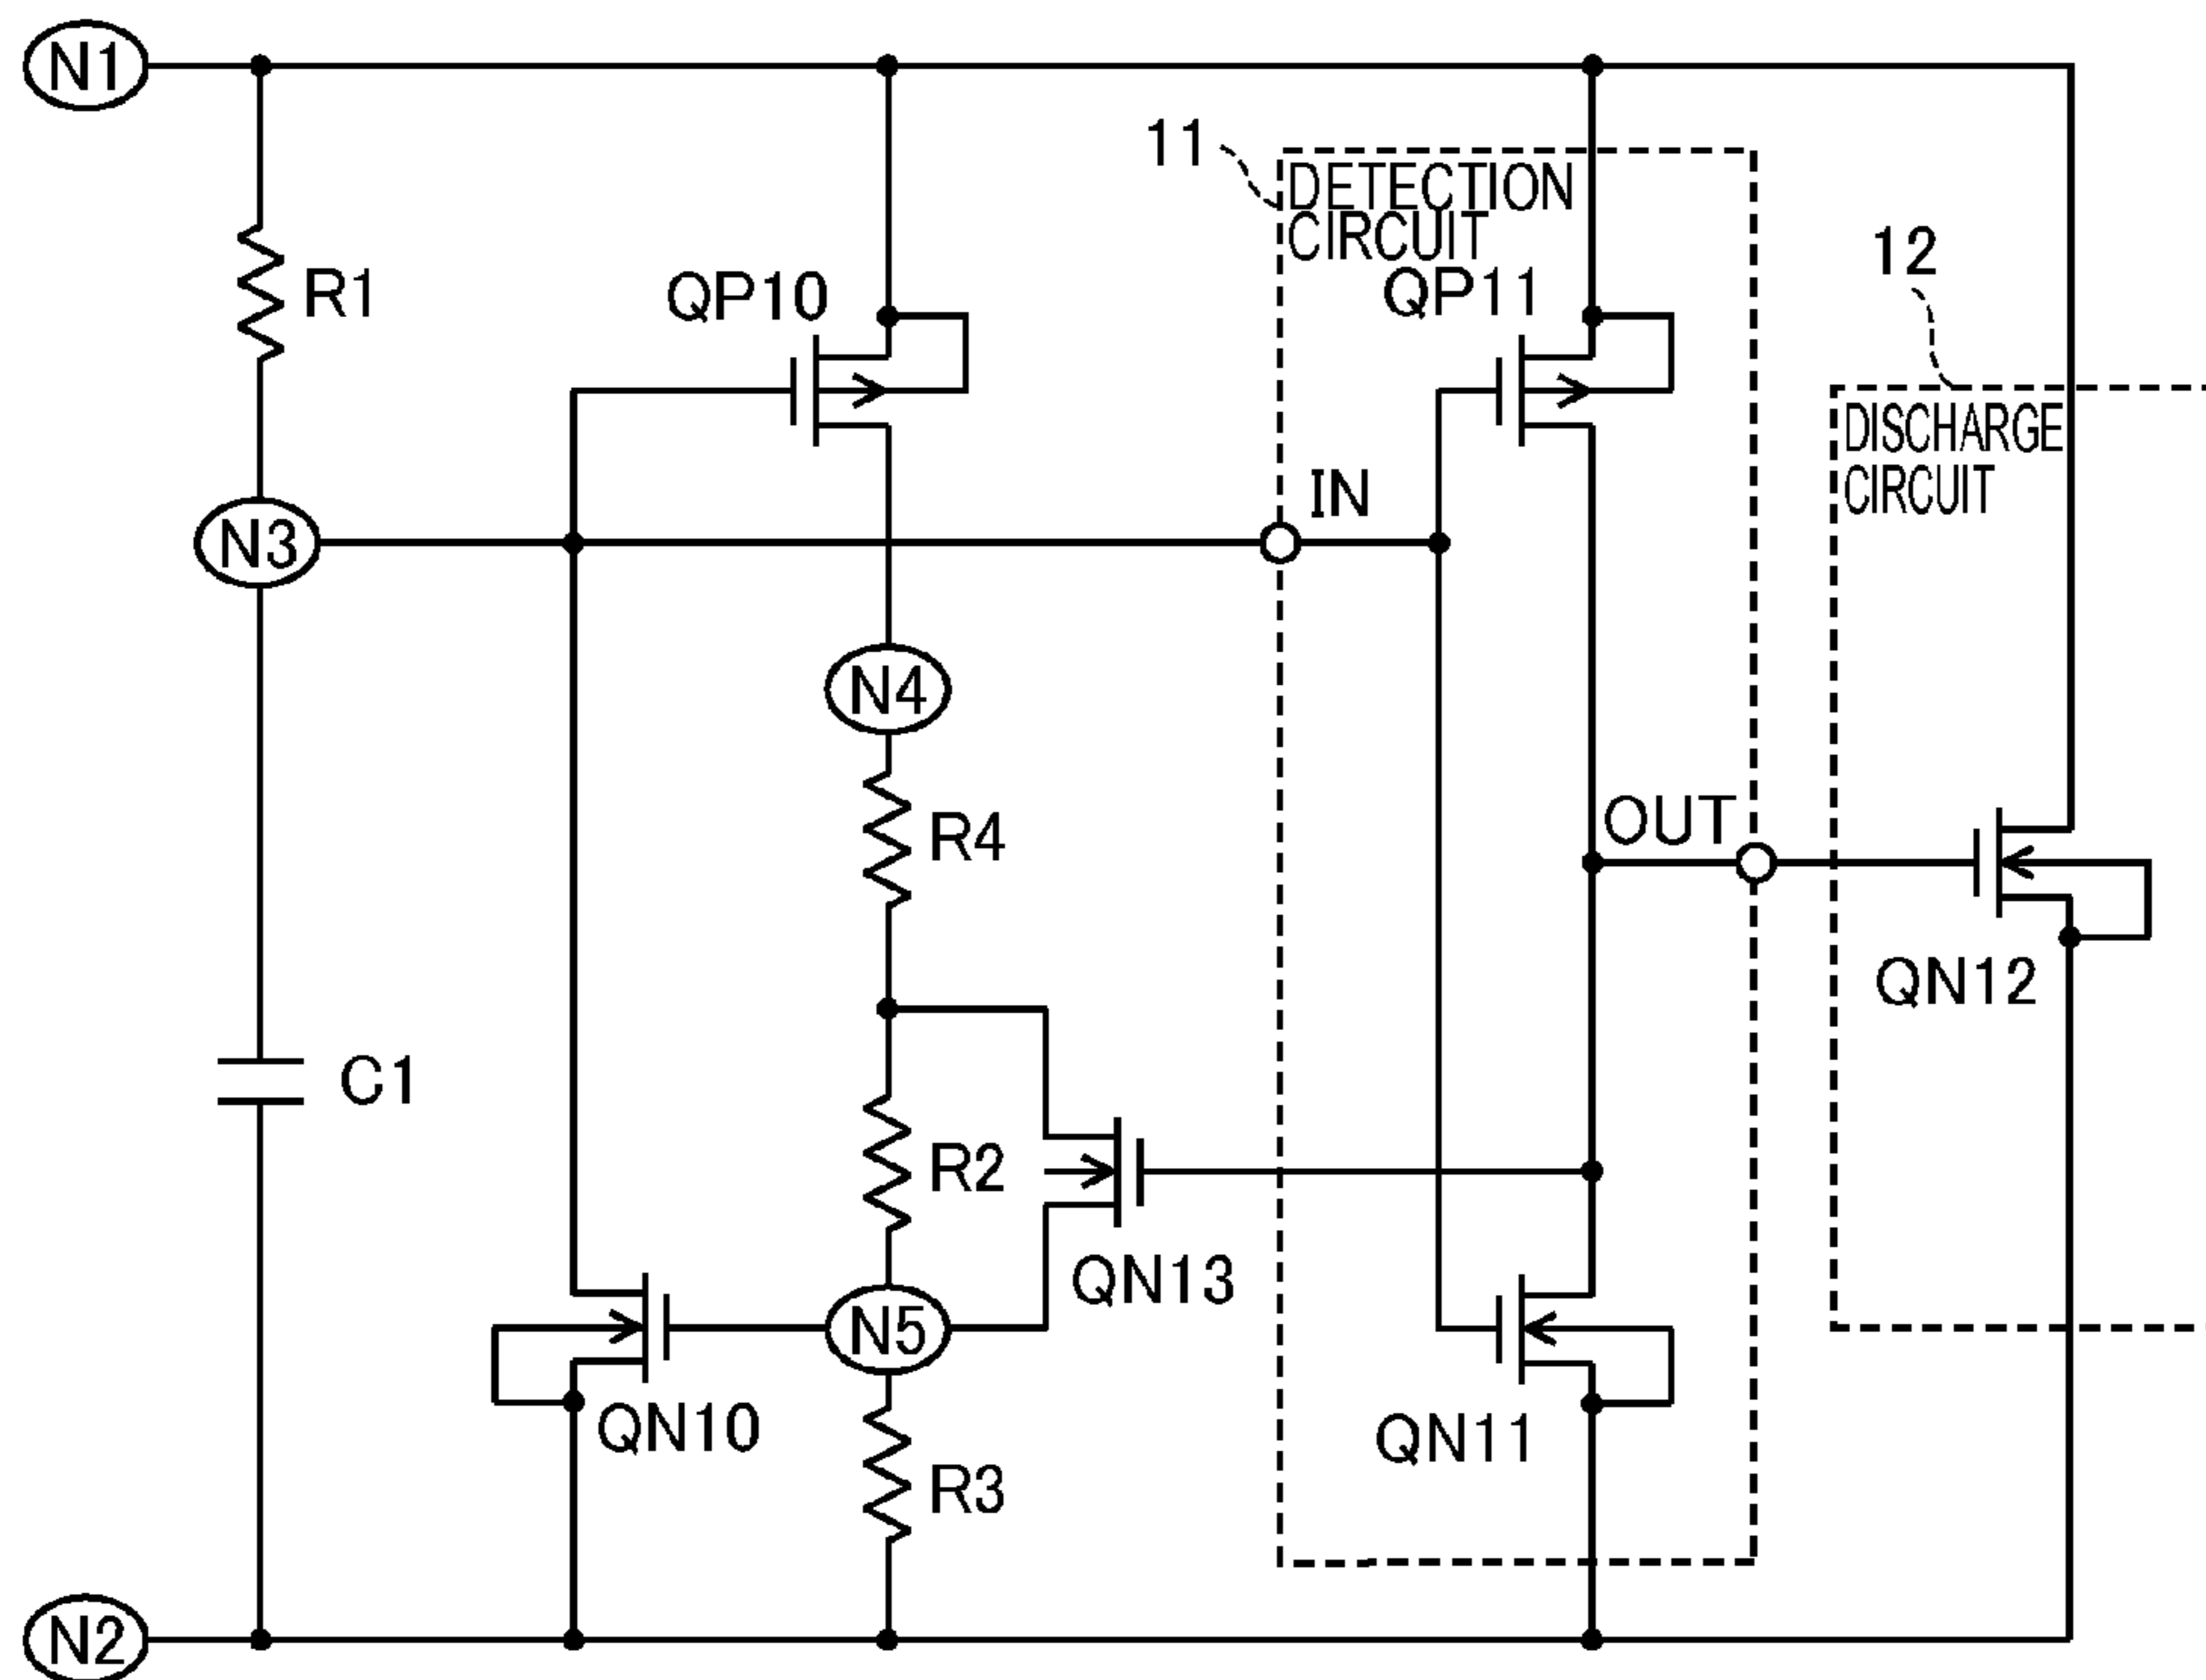 N1
11
DETECTION
CIRCUIT
12
R1
QP10
QP11
DISCHARGE
CIRCUIT
IN
N3
N4
OUT
R4
QN12
C1
R2
QN13
N5
QN10
QN11
R3
N2